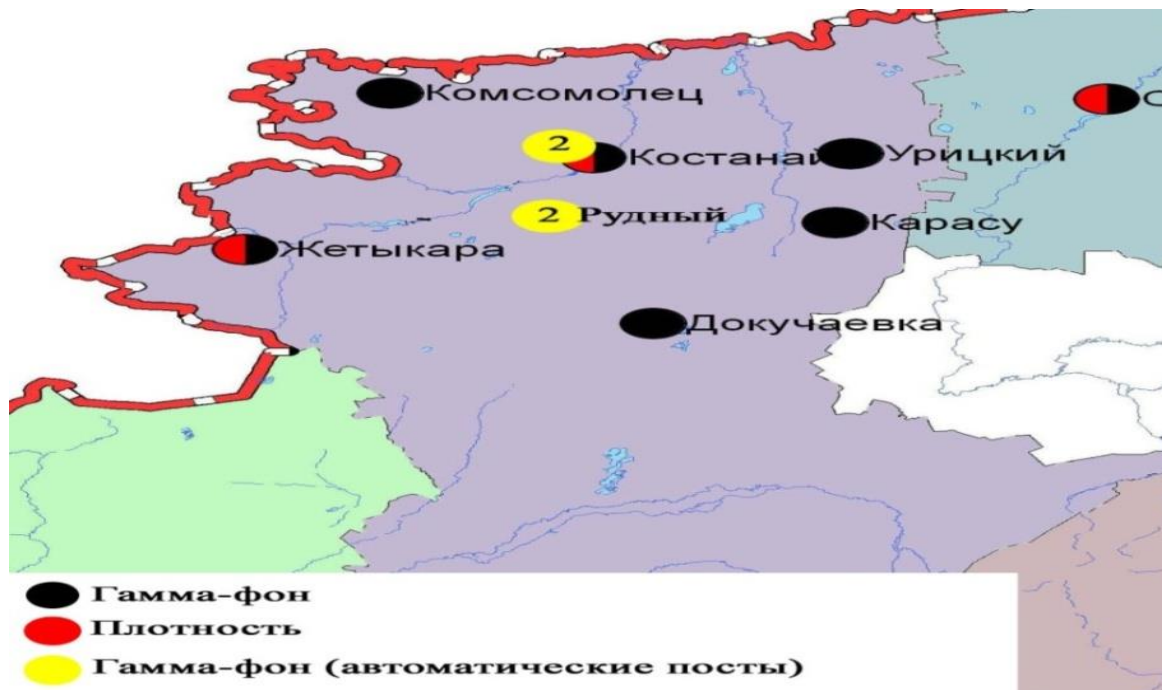 Комсомолец
2
Костанай
Урицкий
2 Рудный
Карасу
Жетыкара
Докучаевка
Гамма-фон
Плотность
Гамма-фон (автоматические посты)